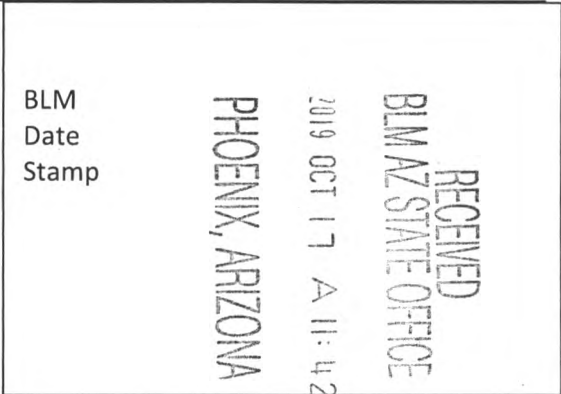 BLM
Date
Stamp
RECEIVED
BLM AZ STATE OFFICE
2019 OCT 17 A 11:42
PHOENIX, ARIZONA